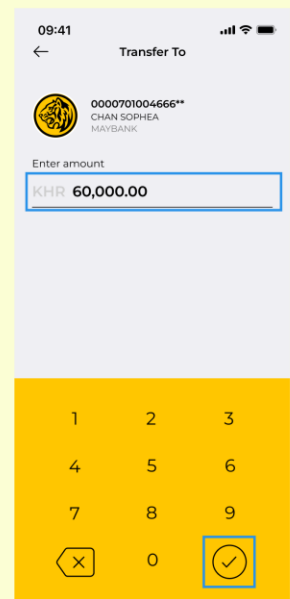 09:41
Transfer To
0000701004666**
CHAN SOPHEA
MAYBANK
Enter amount
KHR 60,000.00
1 2 3
4 5 6
7 8 9
0